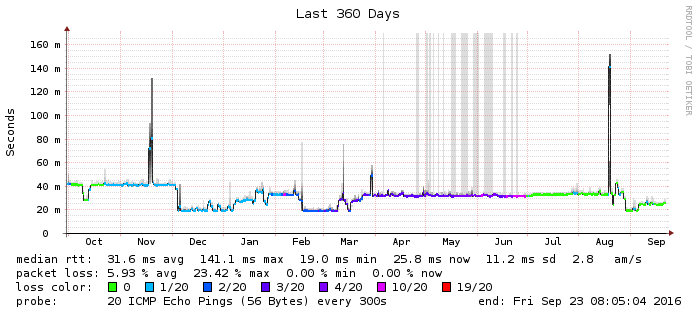 Last 360 Days
RRDTOOL / TOBI OETIKER
Seconds
160 m
140 m
120 m
100 m
80 m
60 m
40 m
20 m
0
Oct Nov Dec Jan Feb Mar Apr May Jun Jul Aug Sep
median rtt: 31.6 ms avg 141.1 ms max 19.0 ms min 25.8 ms now 11.2 ms sd 2.8 am/s
packet loss: 5.93 % avg 23.42 % max 0.00 % min 0.00 % now
loss color: 0 1/20 2/20 3/20 4/20 10/20 19/20
probe: 20 ICMP Echo Pings (56 Bytes) every 300s end: Fri Sep 23 08:05:04 2016